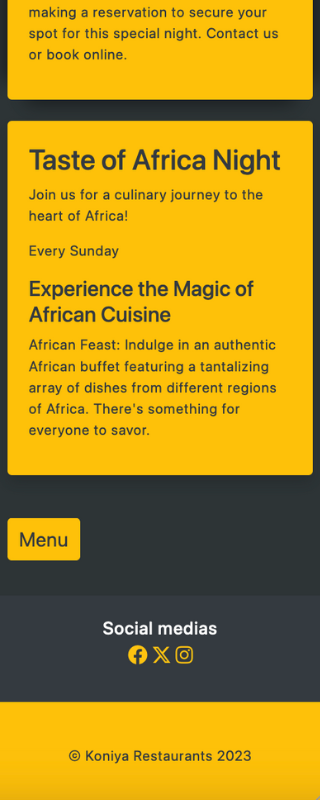 making a reservation to secure your
spot for this special night. Contact us
or book online.
Taste of Africa Night
Join us for a culinary journey to the
heart of Africa!
Every Sunday
Experience the Magic of
African Cuisine
African Feast: Indulge in an authentic
African buffet featuring a tantalizing
array of dishes from different regions
of Africa. There's something for
everyone to savor.
Menu
Social medias
© Koniya Restaurants 2023